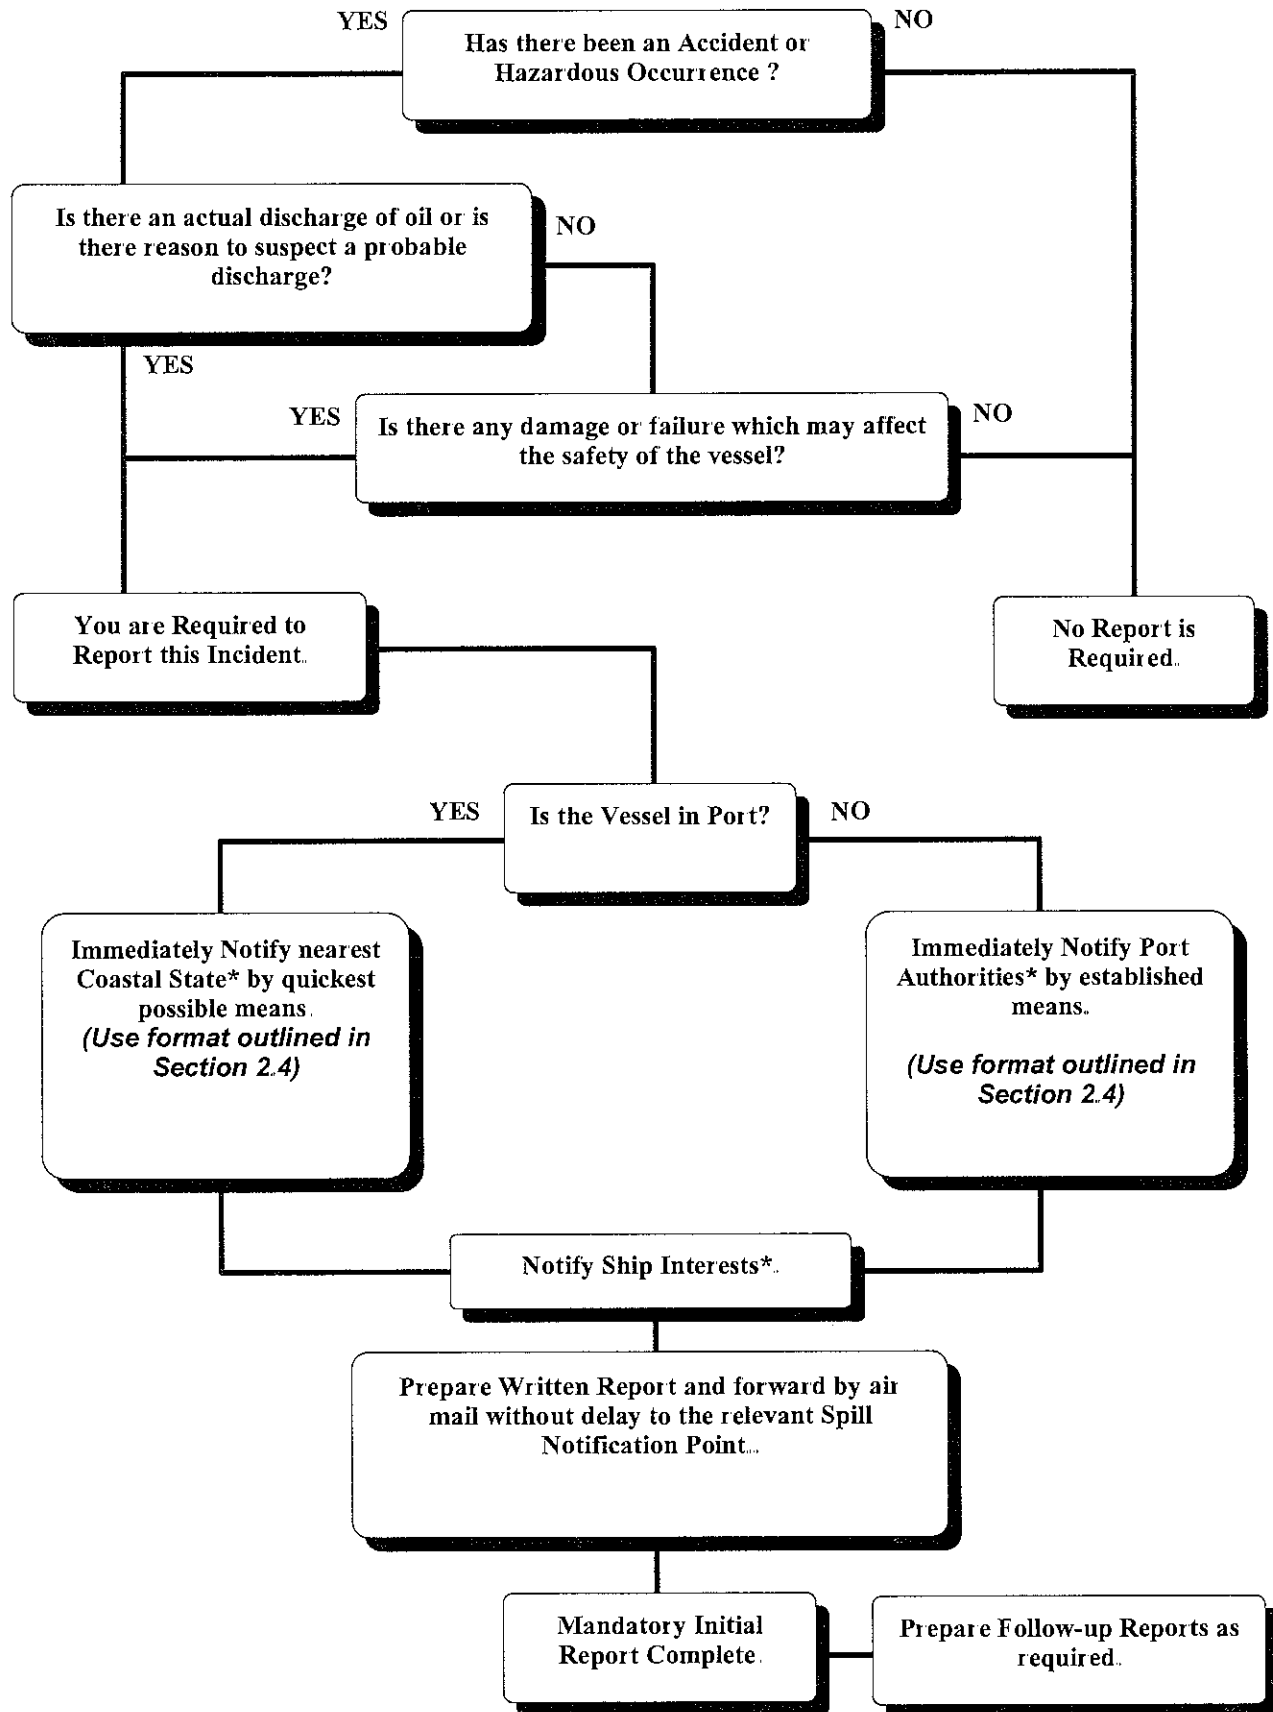 YES
NO
Has there been an Accident or
Hazardous Occurrence ?
Is there an actual discharge of oil or is
there reason to suspect a probable
discharge?
NO
YES
YES
Is there any damage or failure which may affect
the safety of the vessel?
NO
You are Required to
Report this Incident..
No Report is
Required..
YES
Is the Vessel in Port?
NO
Immediately Notify nearest
Coastal State* by quickest
possible means.
(Use format outlined in
Section 2.4)
Immediately Notify Port
Authorities* by established
means..
(Use format outlined in
Section 2..4)
Notify Ship Interests*..
Prepare Written Report and forward by air
mail without delay to the relevant Spill
Notification Point...
Mandatory Initial
Report Complete.
Prepare Follow-up Reports as
required..